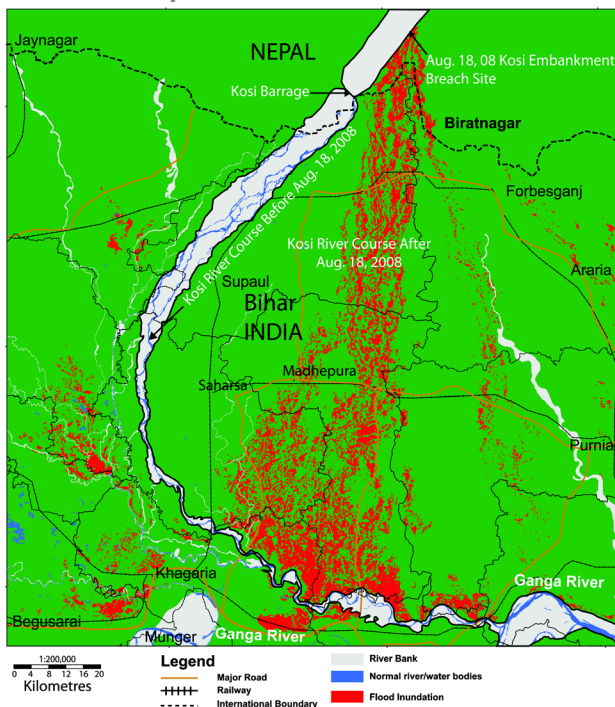 Jaynagar
NEPAL
Aug. 18, 08 Kosi Embankment
Breach Site
Kosi Barrage
Biratnagar
Kosi River Course Before Aug. 18, 2008
Forbesganj
Kosi River Course After
Aug. 18, 2008
Araria
Supaul
Bihar
INDIA
Madhepura
Saharsa
Purnia
Khagaria
Ganga River
Begusarai
Munger
Ganga River
1:200,000
0 4 8 12 16 20
Kilometres
Legend
Major Road
Railway
International Boundary
River Bank
Normal river/water bodies
Flood Inundation